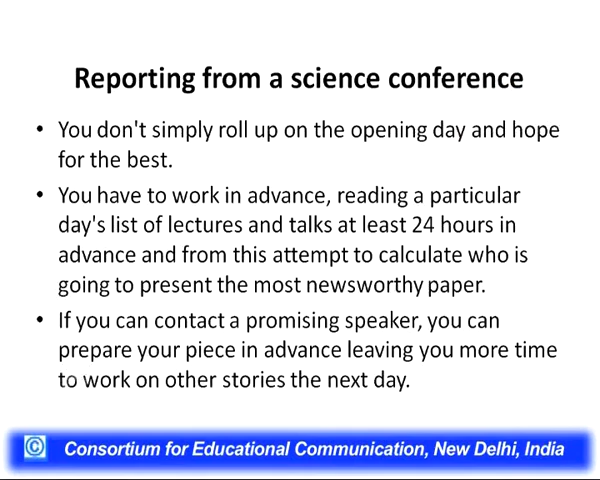 Reporting from a science conference
• You don't simply roll up on the opening day and hope
for the best.
• You have to work in advance, reading a particular
day's list of lectures and talks at least 24 hours in
advance and from this attempt to calculate who is
going to present the most newsworthy paper.
• If you can contact a promising speaker, you can
prepare your piece in advance leaving you more time
to work on other stories the next day.
© Consortium for Educational Communication, New Delhi, India